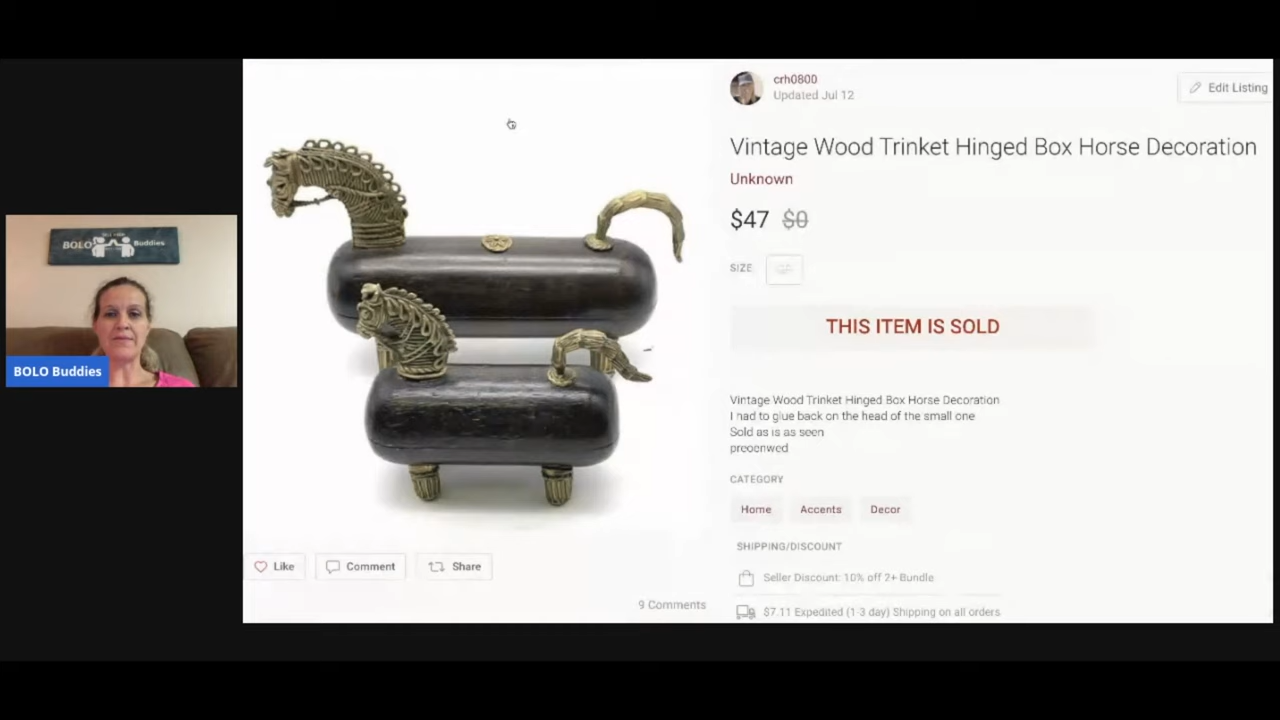 crh0800
Updated Jul 12
Edit Listing
Vintage Wood Trinket Hinged Box Horse Decoration
Unknown
$47 $0
SIZE
THIS ITEM IS SOLD
Vintage Wood Trinket Hinged Box Horse Decoration
I had to glue back on the head of the small one
Sold as is as seen
preoenwed
CATEGORY
Home Accents Decor
SHIPPING/DISCOUNT
Seller Discount: 10% off 2+ Bundle
$7.11 Expedited (1-3 day) Shipping on all orders
Like Comment Share
9 Comments
BOLO Buddies
BOLO Buddies